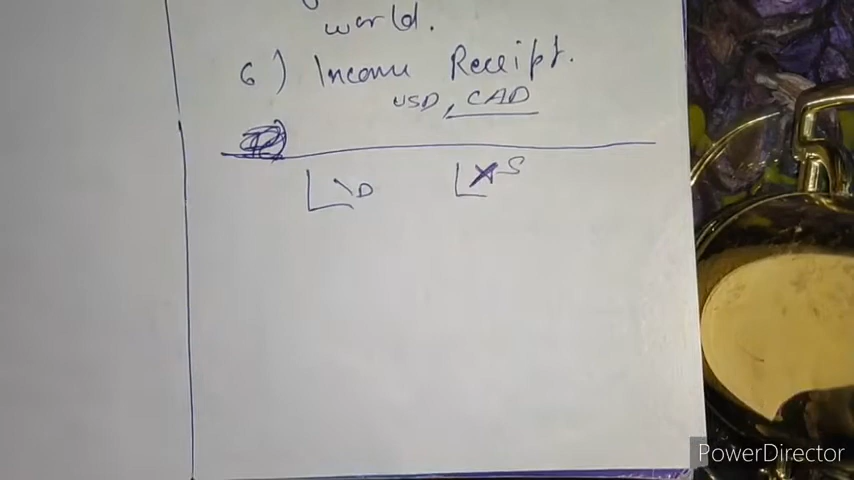 world.
6) Income Receipt.
USD, CAD
D S
PowerDirector